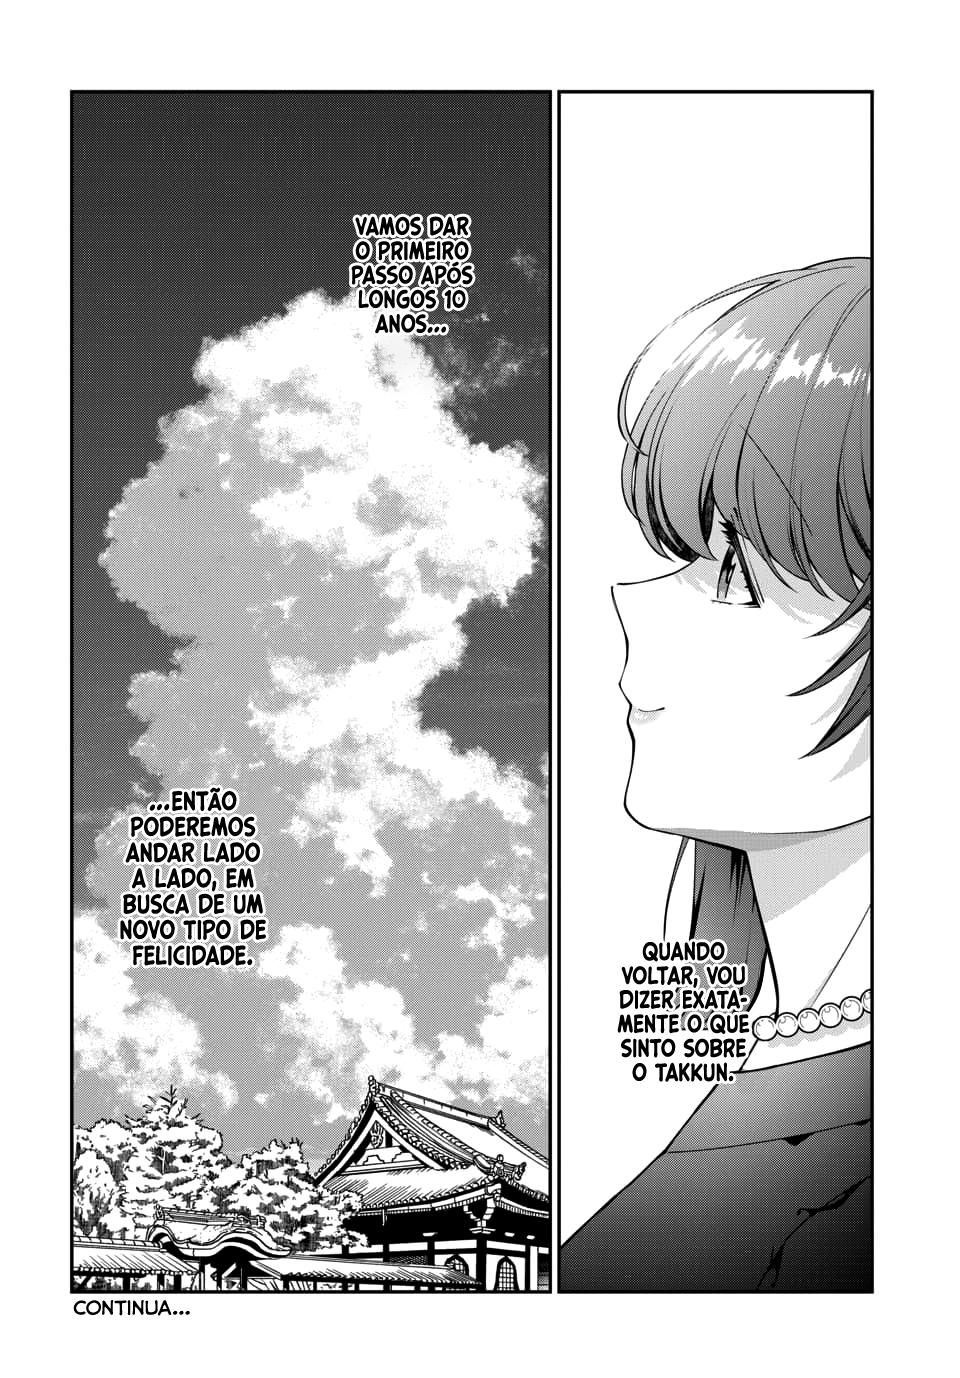 QUANDO
VOLTAR, VOU
DIZER EXATA-
MENTE O QUE
SINTO SOBRE
O TAKKUN.
VAMOS DAR
O PRIMEIRO
PASSO APÓS
LONGOS 10
ANOS...
...ENTÃO
PODEREMOS
ANDAR LADO
A LADO, EM
BUSCA DE UM
NOVO TIPO DE
FELICIDADE.
CONTINUA...